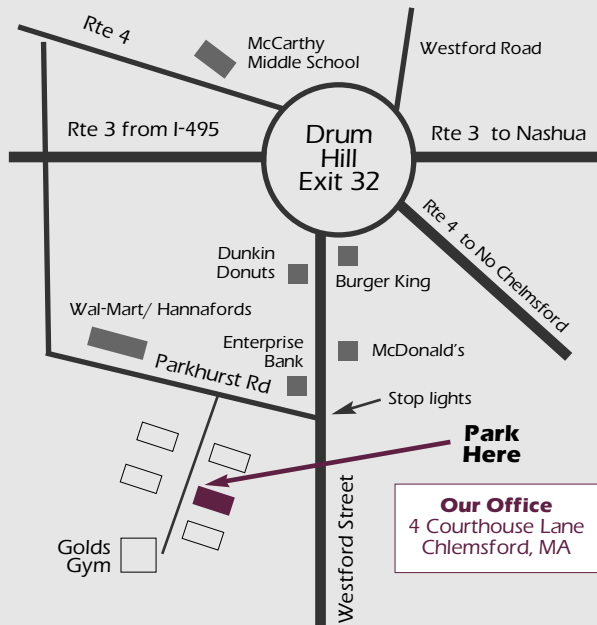 Rte 4
McCarthy
Middle School
Westford Road
Rte 3 from I-495
Drum
Hill
Exit 32
Rte 3 to Nashua
Rte 4 to No Chelmsford
Dunkin
Donuts
Burger King
Wal-Mart/ Hannafords
Enterprise
Bank
McDonald's
Parkhurst Rd
Stop lights
Park
Here
Westford Street
Our Office
4 Courthouse Lane
Chlemsford, MA
Golds
Gym